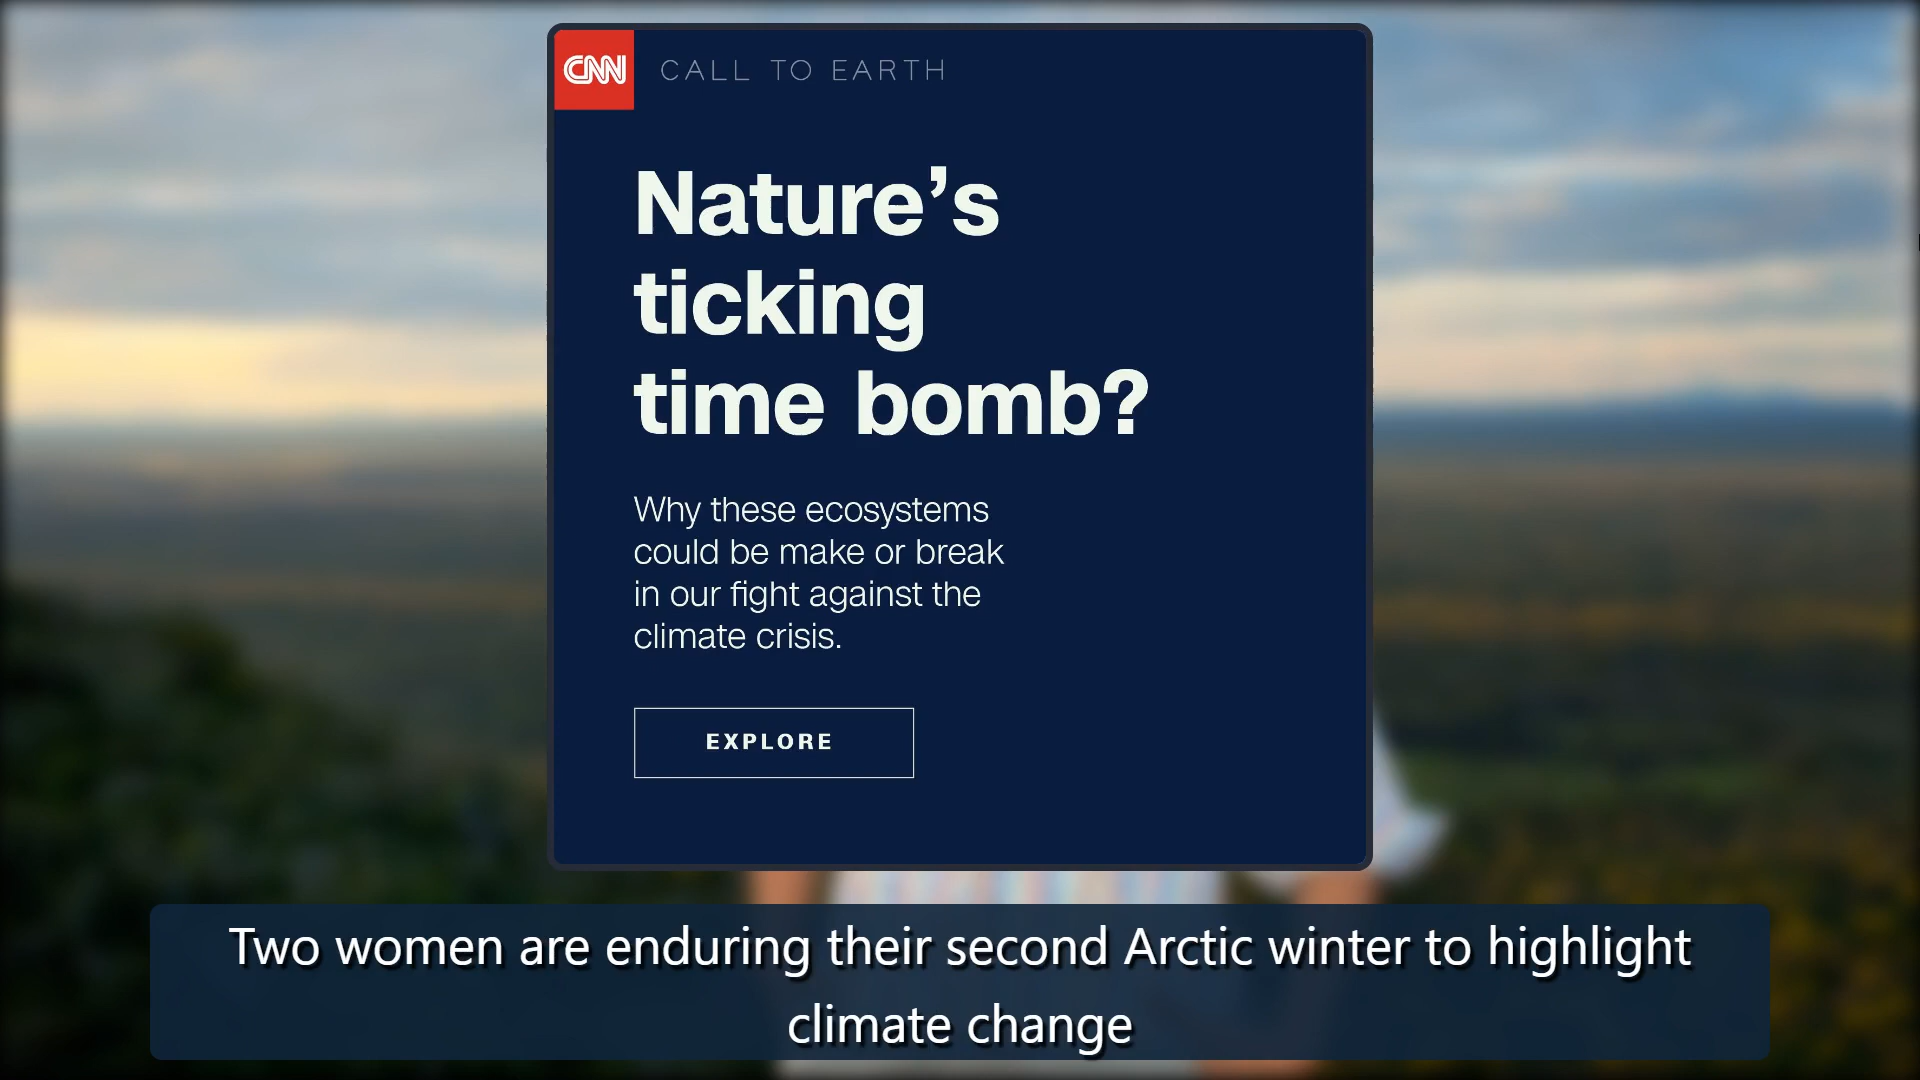 CNN CALL TO EARTH
Nature’s
ticking
time bomb?
Why these ecosystems
could be make or break
in our fight against the
climate crisis.
EXPLORE
Two women are enduring their second Arctic winter to highlight
climate change